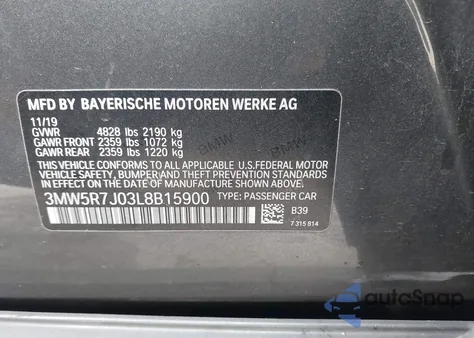 MFD BY BAYERISCHE MOTOREN WERKE AG
11/19
GVWR 4828 lbs 2190 kg
GAWR FRONT 2359 lbs 1072 kg
GAWR REAR 2359 lbs 1220 kg
THIS VEHICLE CONFORMS TO ALL APPLICABLE U.S.FEDERAL MOTOR
VEHICLE SAFETY, BUMPER AND THEFT PREVENTION STANDARDS
IN EFFECT ON THE DATE OF MANUFACTURE SHOWN ABOVE.
3MW5R7J03L8B15900 TYPE: PASSENGER CAR
B39
7 315 814
BMW
BMW
autoSnap